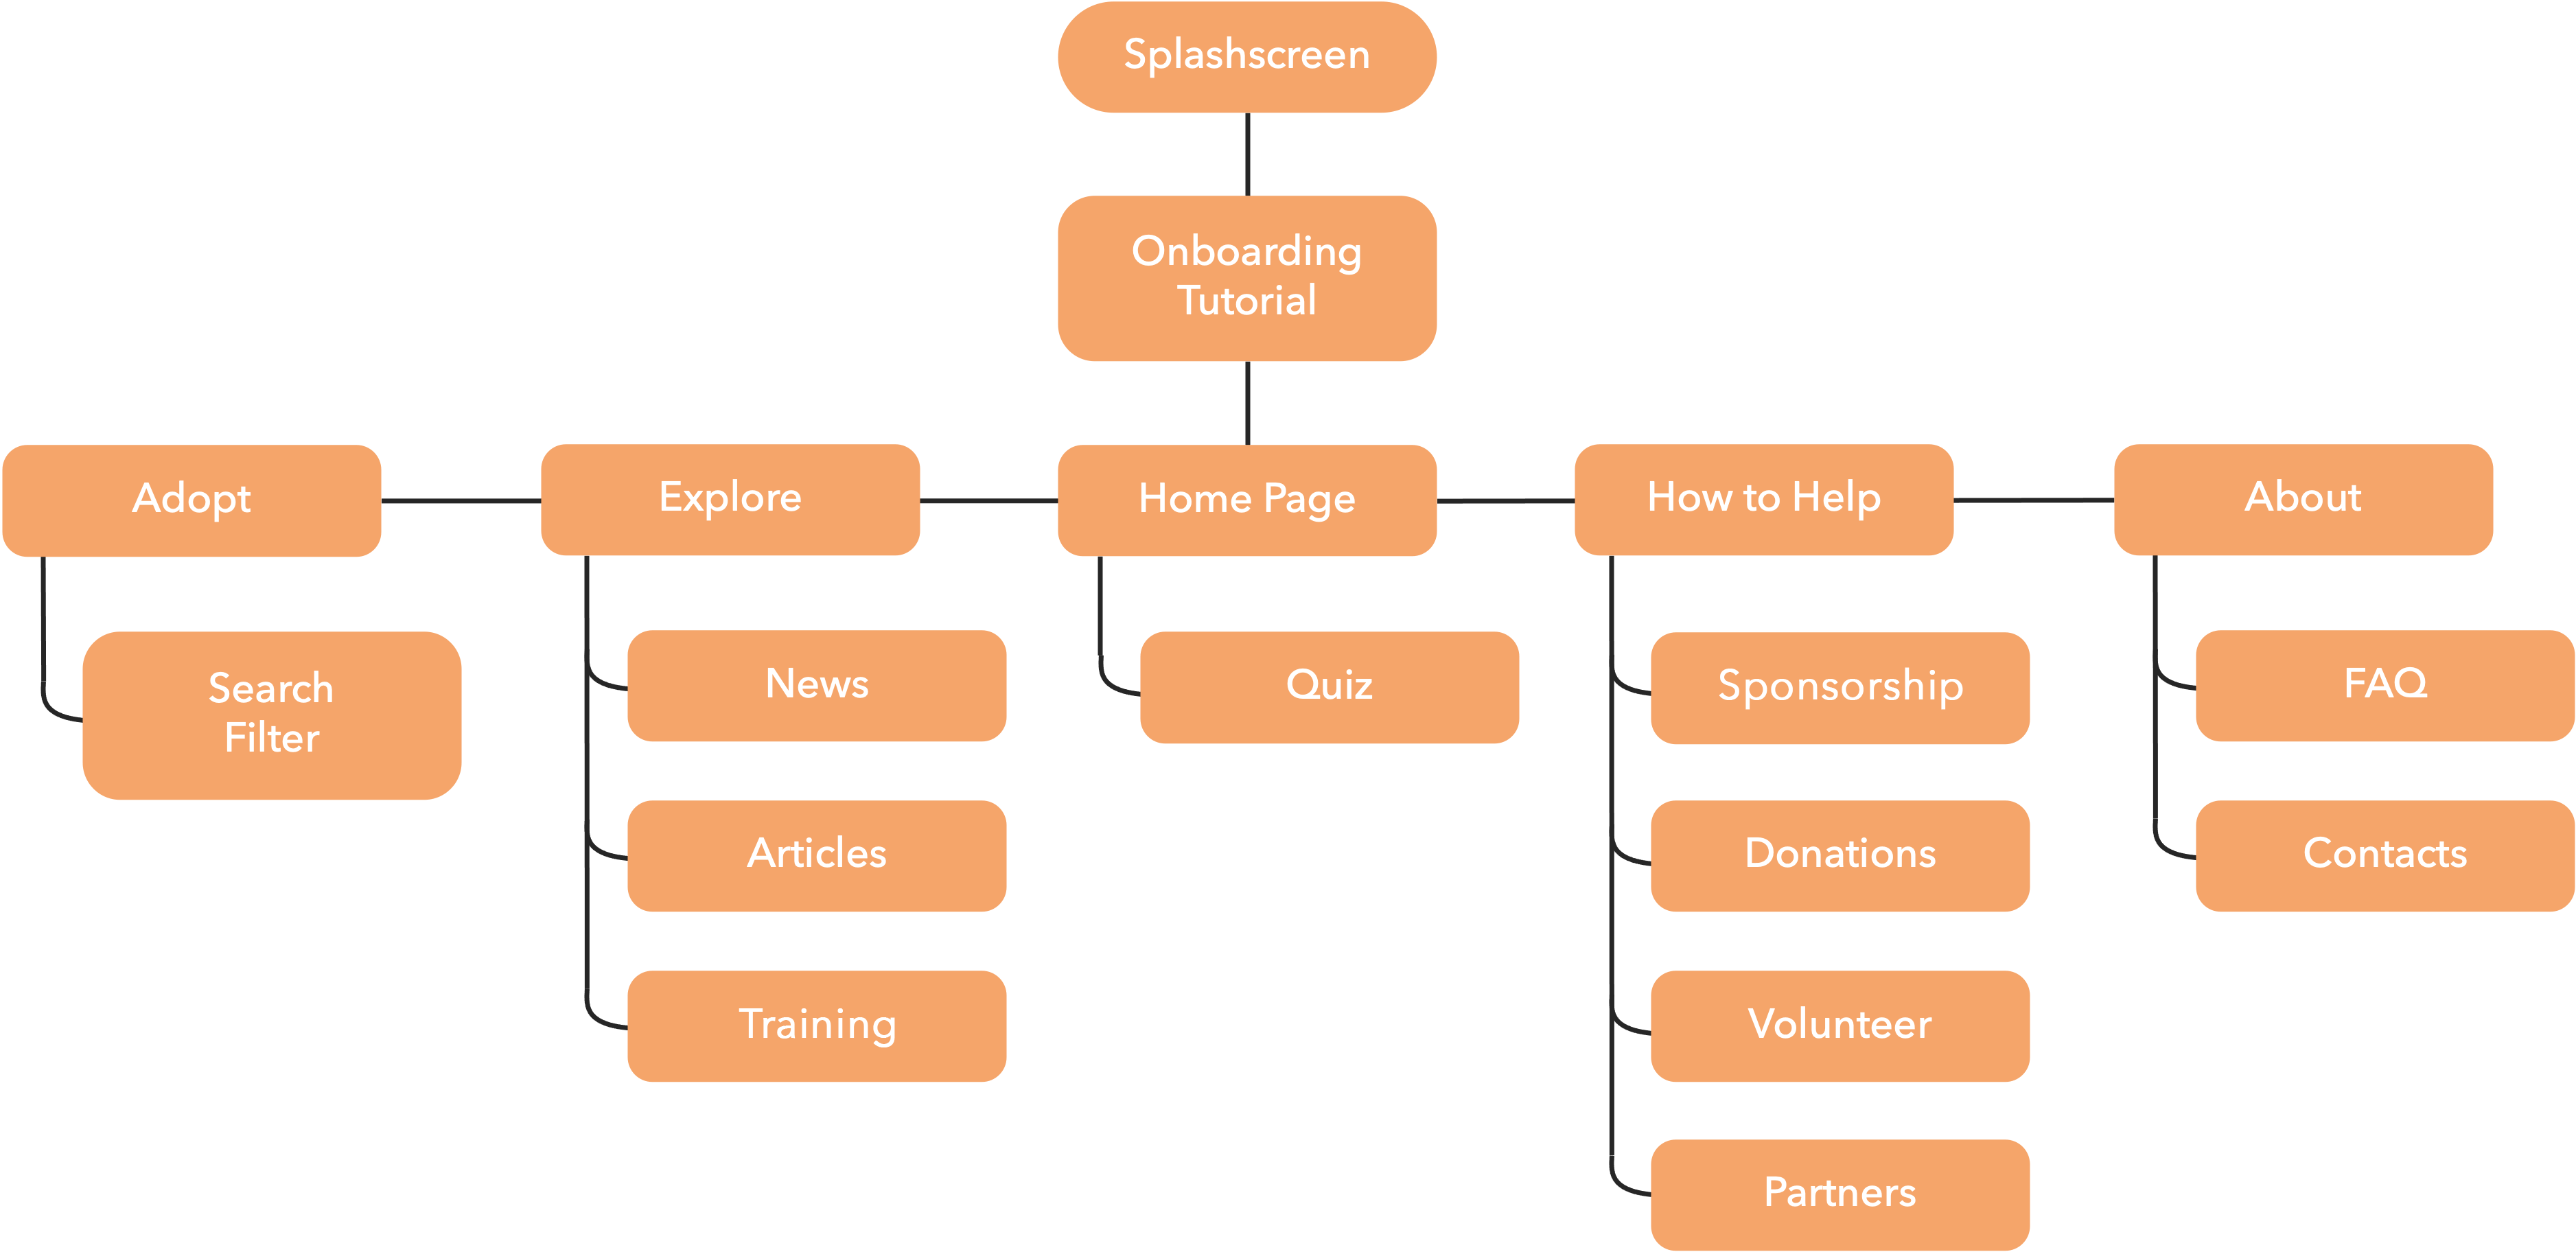 Splashscreen
Onboarding
Tutorial
Adopt
Explore
Home Page
How to Help
About
Search
Filter
News
Articles
Training
Quiz
Sponsorship
Donations
Volunteer
Partners
FAQ
Contacts